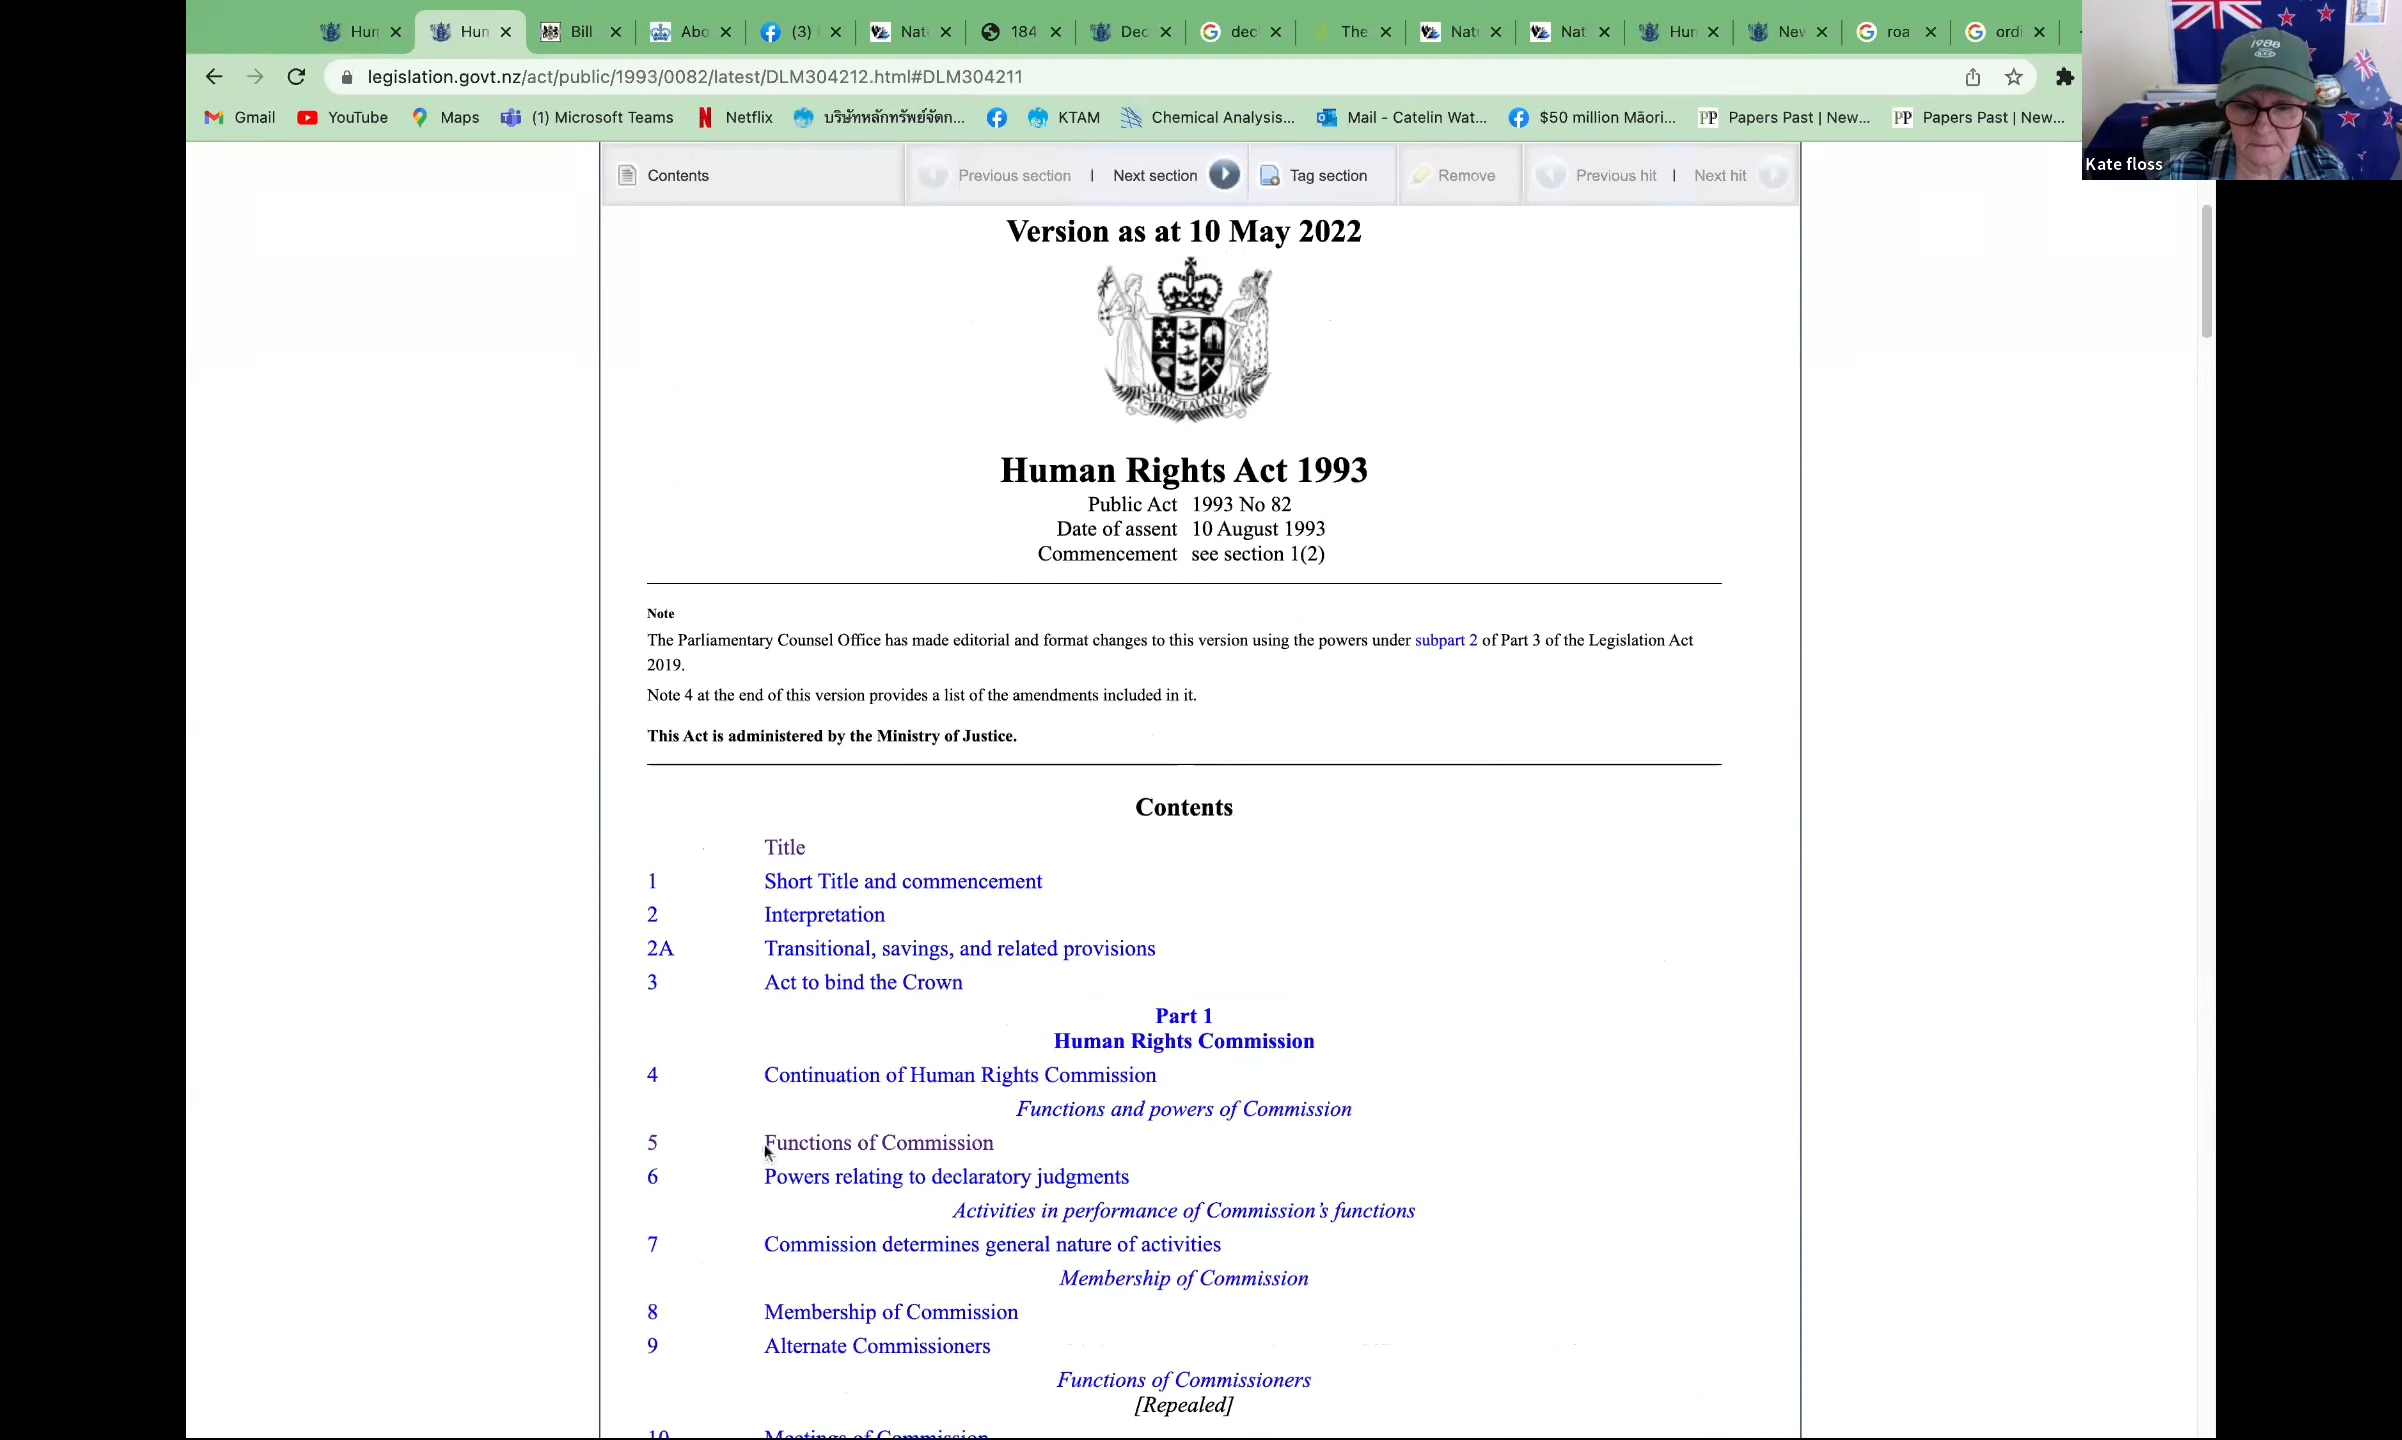 Hun
Hun
Bill
Abo
(3)
Nat
184
Dec
dec
The
Nat
Nat
Hur
New
roa
ordi
legislation.govt.nz/act/public/1993/0082/latest/DLM304212.html#DLM304211
Gmail
YouTube
Maps
(1) Microsoft Teams
Netflix
บริษัทหลักทรัพย์จัดก...
KTAM
Chemical Analysis...
Mail - Catelin Wat...
$50 million Māori...
Papers Past | New...
Papers Past | New...
1988
Kate floss
Contents
Previous section | Next section
Tag section
Remove
Previous hit | Next hit
Version as at 10 May 2022
NEW ZEALAND
Human Rights Act 1993
Public Act 1993 No 82
Date of assent 10 August 1993
Commencement see section 1(2)
Note
The Parliamentary Counsel Office has made editorial and format changes to this version using the powers under subpart 2 of Part 3 of the Legislation Act
2019.
Note 4 at the end of this version provides a list of the amendments included in it.
This Act is administered by the Ministry of Justice.
Contents
Title
1 Short Title and commencement
2 Interpretation
2A Transitional, savings, and related provisions
3 Act to bind the Crown
Part 1
Human Rights Commission
4 Continuation of Human Rights Commission
Functions and powers of Commission
5 Functions of Commission
6 Powers relating to declaratory judgments
Activities in performance of Commission's functions
7 Commission determines general nature of activities
Membership of Commission
8 Membership of Commission
9 Alternate Commissioners
Functions of Commissioners
[Repealed]
10 Meetings of Commission